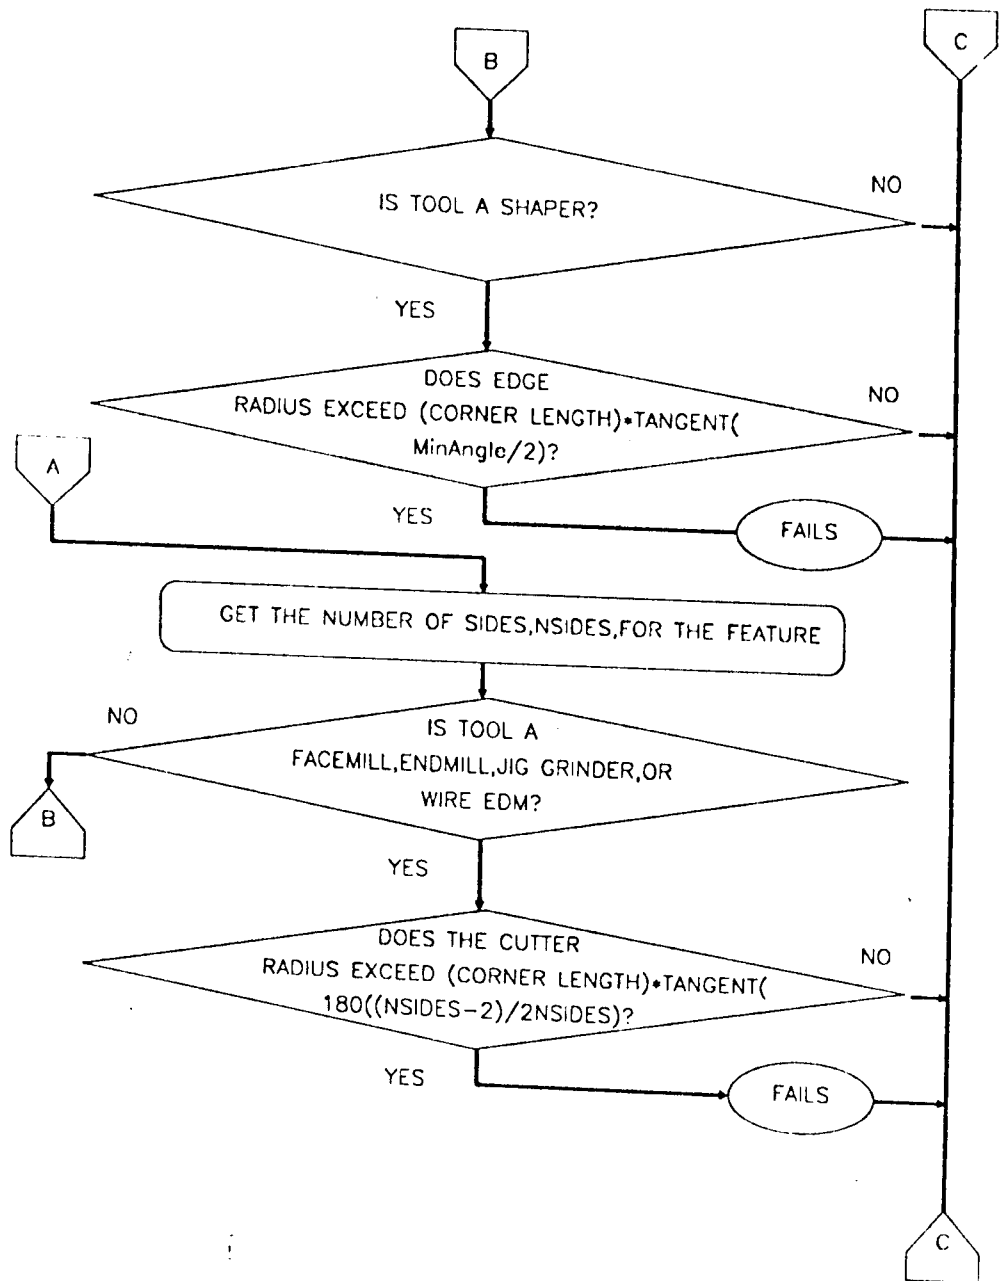 C
B
NO
IS TOOL A SHAPER?
YES
DOES EDGE
NO
RADIUS EXCEED (CORNER LENGTH)*TANGENT(
MinAngle/2)?
A
YES
FAILS
GET THE NUMBER OF SIDES,NSIDES,FOR THE FEATURE
NO
IS TOOL A
FACEMILL,ENDMILL,JIG GRINDER,OR
WIRE EDM?
B
YES
DOES THE CUTTER
NO
RADIUS EXCEED (CORNER LENGTH)*TANGENT(
180((NSIDES-2)/2NSIDES)?
YES
FAILS
C